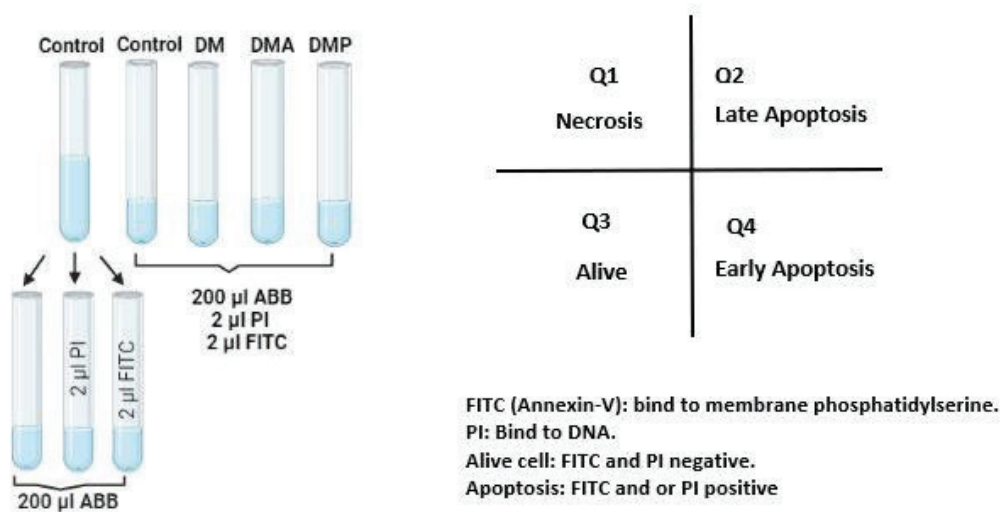 Control Control DM DMA DMP
200 µl ABB
2 µl PI
2 µl FITC
2 µl PI
2 µl FITC
200 µl ABB
Q1
Necrosis
Q2
Late Apoptosis
Q3
Alive
Q4
Early Apoptosis
FITC (Annexin-V): bind to membrane phosphatidylserine.
PI: Bind to DNA.
Alive cell: FITC and PI negative.
Apoptosis: FITC and or PI positive